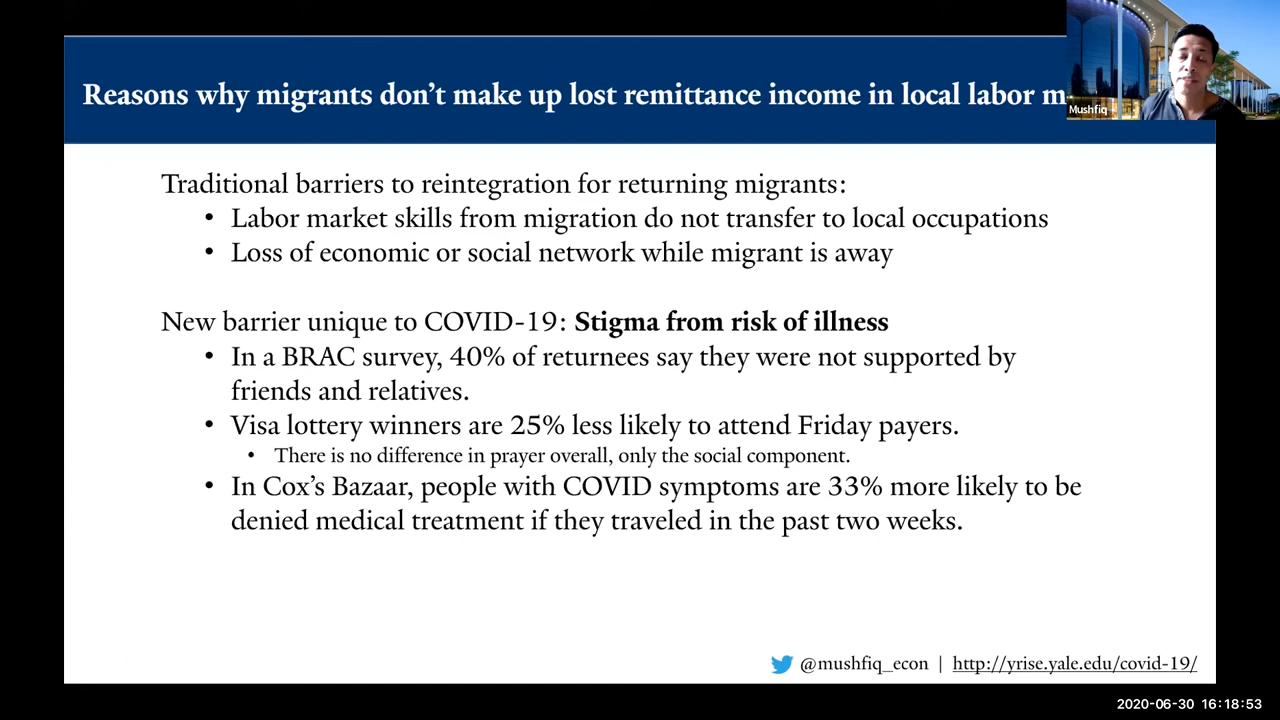 Reasons why migrants don't make up lost remittance income in local labor
Mushfiq
Traditional barriers to reintegration for returning migrants:
• Labor market skills from migration do not transfer to local occupations
• Loss of economic or social network while migrant is away
New barrier unique to COVID-19: Stigma from risk of illness
• In a BRAC survey, 40% of returnees say they were not supported by
friends and relatives.
• Visa lottery winners are 25% less likely to attend Friday payers.
• There is no difference in prayer overall, only the social component.
• In Cox's Bazaar, people with COVID symptoms are 33% more likely to be
denied medical treatment if they traveled in the past two weeks.
@mushfiq_econ | http://yrise.yale.edu/covid-19/
2020-06-30 16:18:53